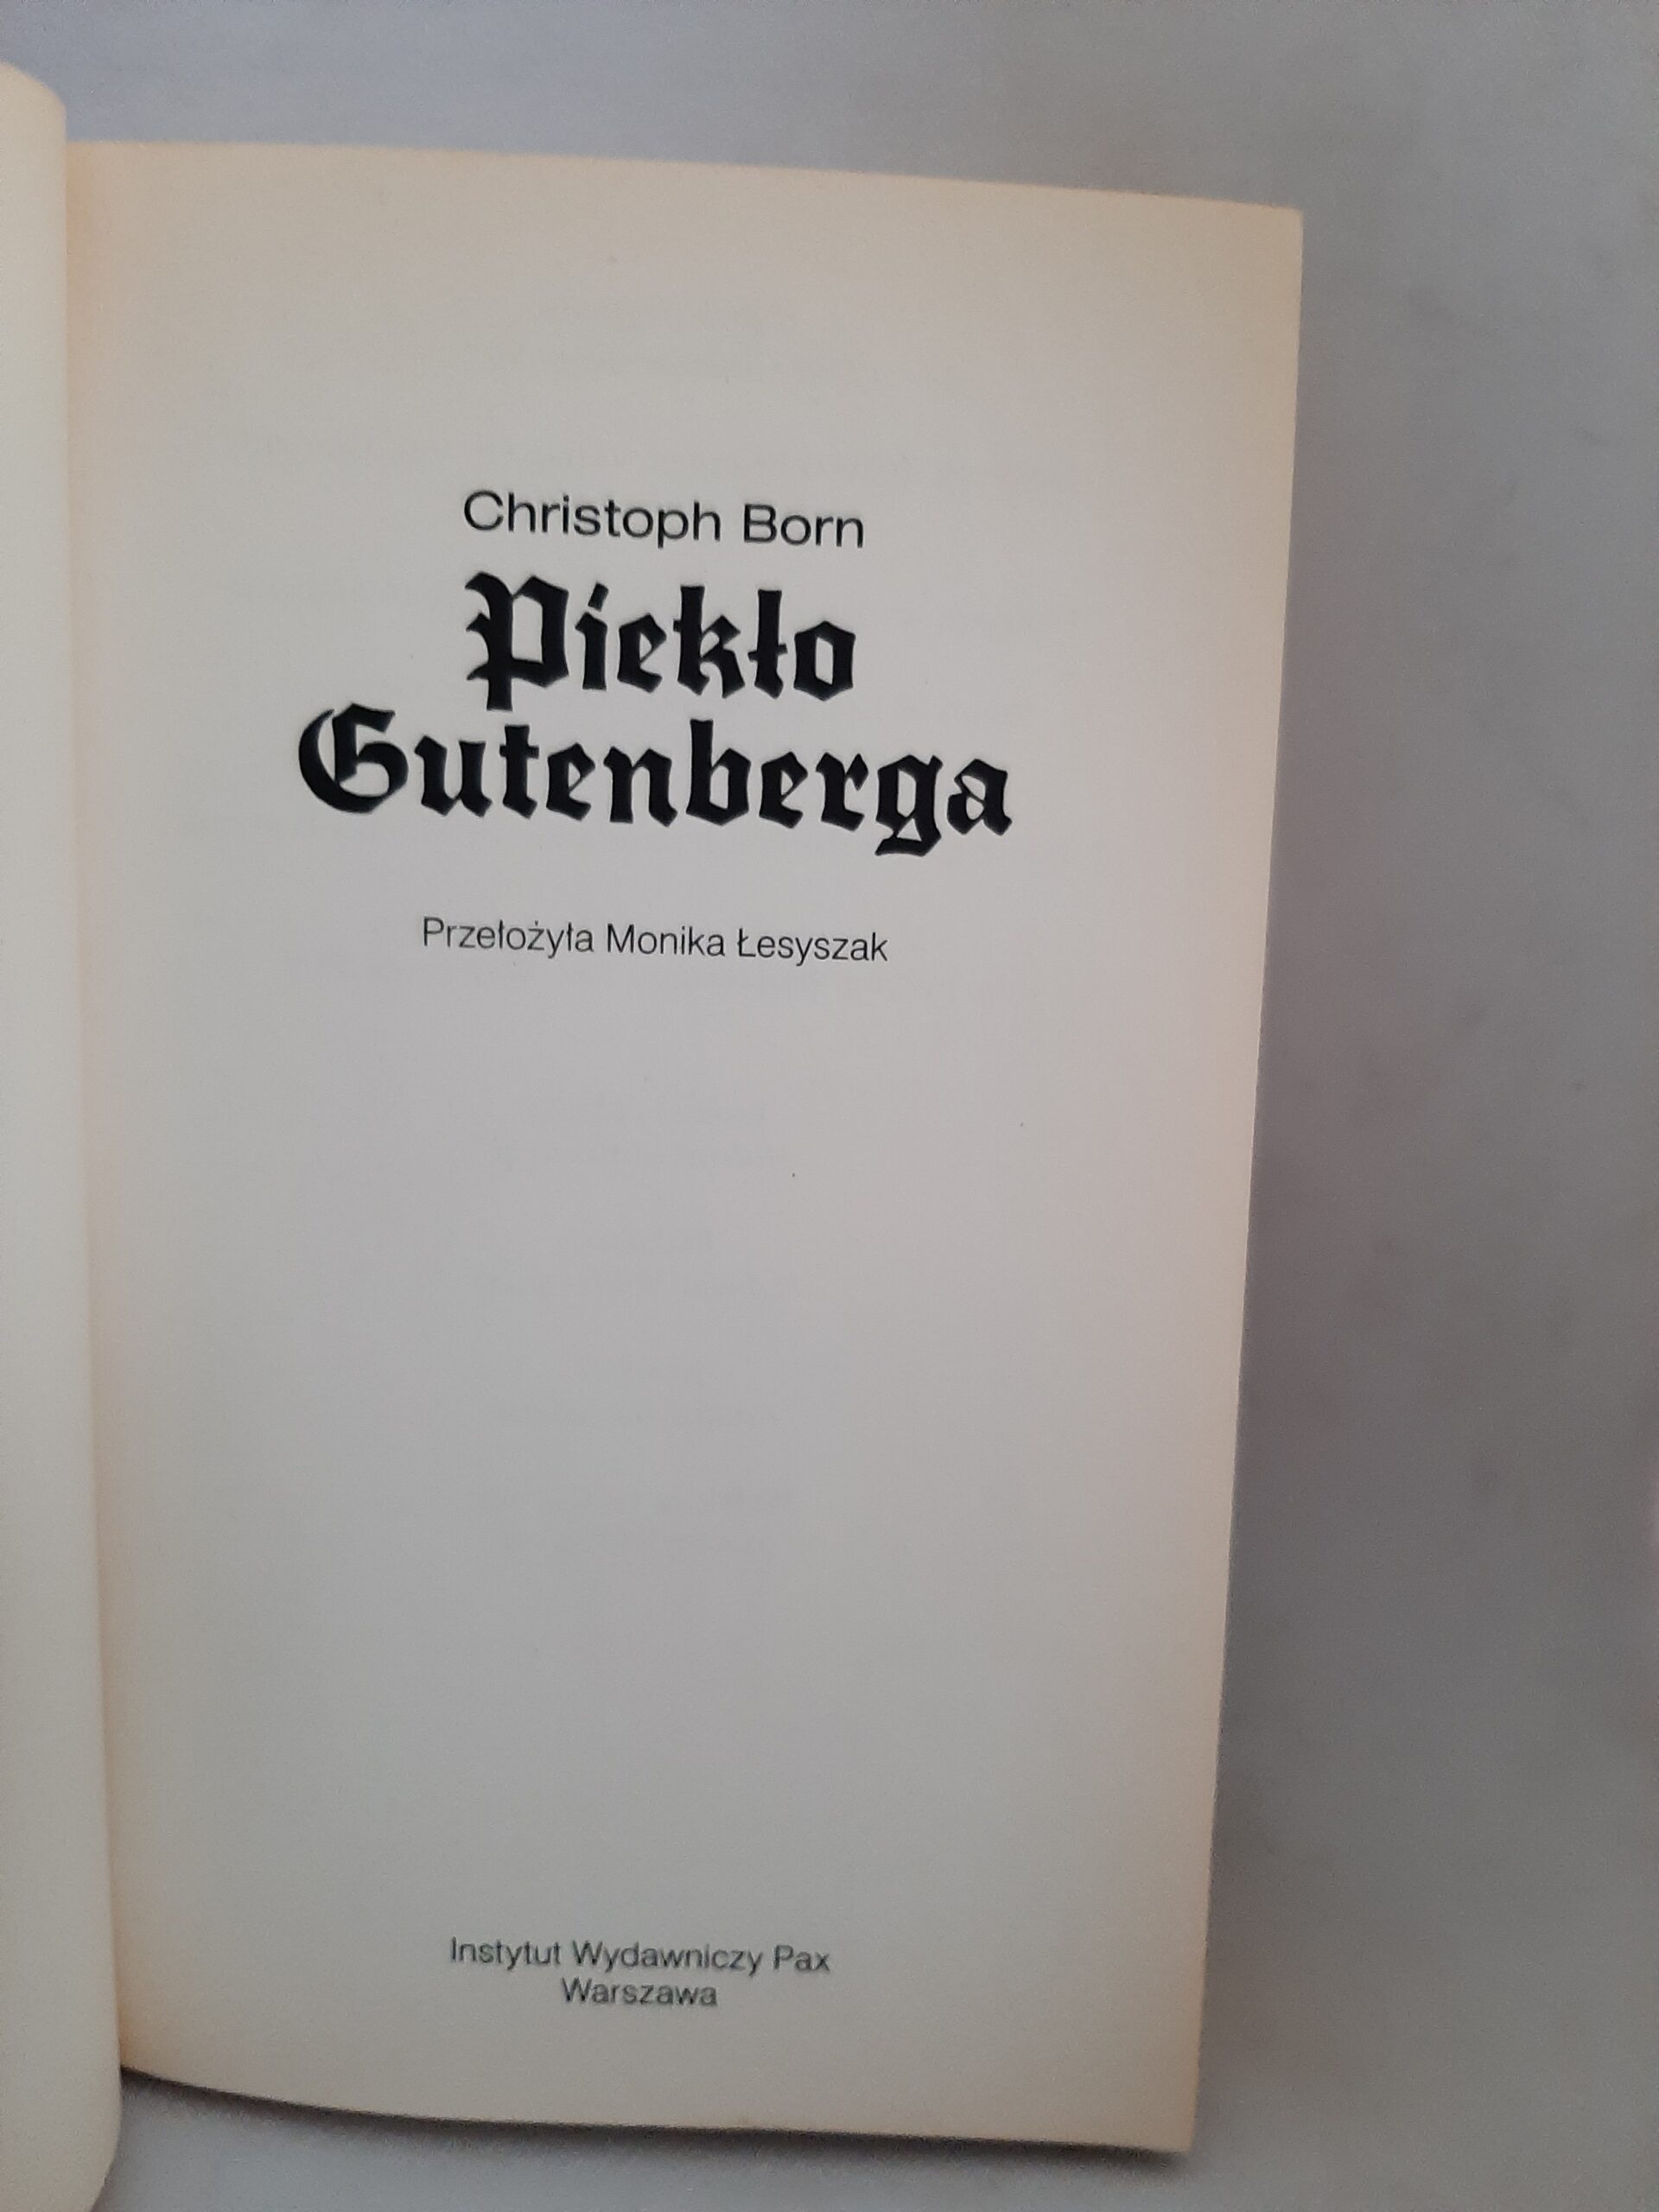 Christoph Born
Piekło
Gutenberga
Przełożyła Monika Łesyszak
Instytut Wydawniczy Pax
Warszawa